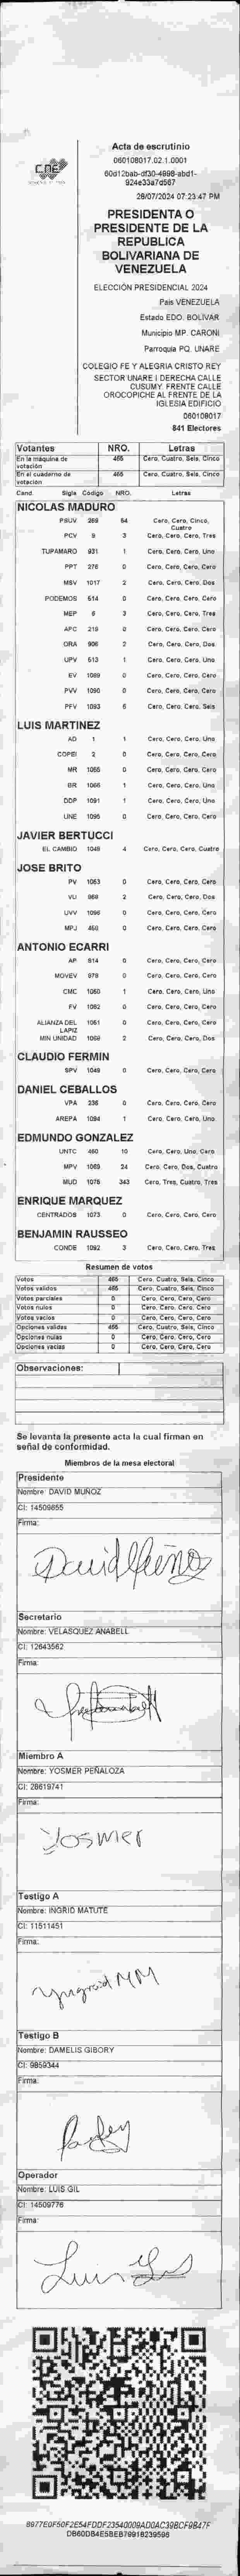 CNE
Acta de escrutinio
060108017.02.1.0001
60d12bab-df30-4998-abd1-
924e33a7d567
28/07/2024 07:23:47 PM
PRESIDENTA O
PRESIDENTE DE LA
REPUBLICA
BOLIVARIANA DE
VENEZUELA
ELECCIÓN PRESIDENCIAL 2024
Pais VENEZUELA
Estado EDO. BOLIVAR
Municipio MP. CARONI
Parroquia PQ. UNARE
COLEGIO FE Y ALEGRIA CRISTO REY
SECTOR UNARE I DERECHA CALLE
CUSUMY. FRENTE CALLE
OROCOPICHE AL FRENTE DE LA
IGLESIA EDIFICIO
060108017
841 Electores
Votantes NRO. Letras
En la máquina de votación 465 Cero, Cuatro, Seis, Cinco
En el cuaderno de votación 465 Cero, Cuatro, Seis, Cinco
Cand. Sigla Código NRO. Letras
NICOLAS MADURO
PSUV 269 54 Cero, Cero, Cinco, Cuatro
PCV 9 3 Cero, Cero, Cero, Tres
TUPAMARO 931 1 Cero, Cero, Cero, Uno
PPT 276 0 Cero, Cero, Cero, Cero
MSV 1017 2 Cero, Cero, Cero, Dos
PODEMOS 514 0 Cero, Cero, Cero, Cero
MEP 6 3 Cero, Cero, Cero, Tres
APC 219 0 Cero, Cero, Cero, Cero
ORA 906 2 Cero, Cero, Cero, Dos
UPV 513 1 Cero, Cero, Cero, Uno
EV 1089 0 Cero, Cero, Cero, Cero
PVV 1090 0 Cero, Cero, Cero, Cero
PFV 1093 6 Cero, Cero, Cero, Seis
LUIS MARTINEZ
AD 1 1 Cero, Cero, Cero, Uno
COPEI 2 0 Cero, Cero, Cero, Cero
MR 1055 0 Cero, Cero, Cero, Cero
BR 1066 1 Cero, Cero, Cero, Uno
DDP 1091 1 Cero, Cero, Cero, Uno
UNE 1095 0 Cero, Cero, Cero, Cero
JAVIER BERTUCCI
EL CAMBIO 1048 4 Cero, Cero, Cero, Cuatro
JOSE BRITO
PV 1053 0 Cero, Cero, Cero, Cero
VU 968 2 Cero, Cero, Cero, Dos
UVV 1096 0 Cero, Cero, Cero, Cero
MPJ 450 0 Cero, Cero, Cero, Cero
ANTONIO ECARRI
AP 814 0 Cero, Cero, Cero, Cero
MOVEV 978 0 Cero, Cero, Cero, Cero
CMC 1050 1 Cero, Cero, Cero, Uno
FV 1082 0 Cero, Cero, Cero, Cero
ALIANZA DEL LAPIZ 1051 0 Cero, Cero, Cero, Cero
MIN UNIDAD 1069 2 Cero, Cero, Cero, Dos
CLAUDIO FERMIN
SPV 1049 0 Cero, Cero, Cero, Cero
DANIEL CEBALLOS
VPA 235 0 Cero, Cero, Cero, Cero
AREPA 1094 1 Cero, Cero, Cero, Uno
EDMUNDO GONZALEZ
UNTC 460 10 Cero, Cero, Uno, Cero
MPV 1069 24 Cero, Cero, Dos, Cuatro
MUD 1075 343 Cero, Tres, Cuatro, Tres
ENRIQUE MARQUEZ
CENTRADOS 1073 0 Cero, Cero, Cero, Cero
BENJAMIN RAUSSEO
CONDE 1092 3 Cero, Cero, Cero, Tres
Resumen de votos
Votos 465 Cero, Cuatro, Seis, Cinco
Votos validos 465 Cero, Cuatro, Seis, Cinco
Votos parciales 0 Cero, Cero, Cero, Cero
Votos nulos 0 Cero, Cero, Cero, Cero
Votos vacios 0 Cero, Cero, Cero, Cero
Opciones validas 465 Cero, Cuatro, Seis, Cinco
Opciones nulas 0 Cero, Cero, Cero, Cero
Opciones vacias 0 Cero, Cero, Cero, Cero
Observaciones:
Se levanta la presente acta la cual firman en
señal de conformidad.
Miembros de la mesa electoral
Presidente
Nombre: DAVID MUÑOZ
CI: 14509855
Firma:
David Muñoz
Secretario
Nombre: VELASQUEZ ANABELL
CI: 12643562
Firma:
Miembro A
Nombre: YOSMER PEÑALOZA
CI: 28619741
Firma:
Yosmer
Testigo A
Nombre: INGRID MATUTE
CI: 11511451
Firma:
Testigo B
Nombre: DAMELIS GIBORY
CI: 9859344
Firma:
Operador
Nombre: LUIS GIL
CI: 14509776
Firma:
Luis
8977E0F50F2E54FDDF23540009AD0AC39BCF9B47F
DB60DB4E5BEB79918239595